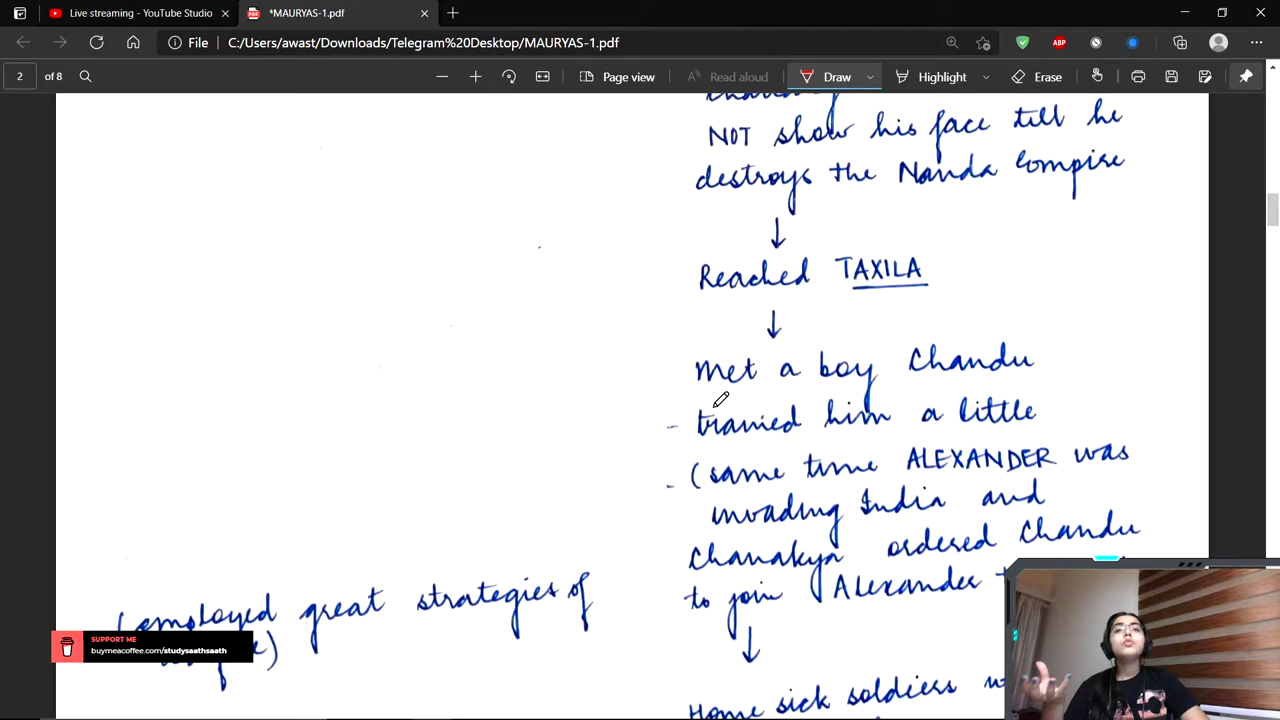 Live streaming - YouTube Studio
*MAURYAS-1.pdf
File
C:/Users/awast/Downloads/Telegram%20Desktop/MAURYAS-1.pdf
2 of 8
Page view
Read aloud
Draw
Highlight
Erase
NOT show his face till he
destroys the Nanda Eompire
Reached TAXILA
Met a boy Chandu
- tranied him a little
- (same time ALEXANDER was
invading India and
Chanakya ordered Chandu
to join Alexander
(employed great strategies of
)
Home sick soldiers
SUPPORT ME
buymeacoffee.com/studysaathsaath